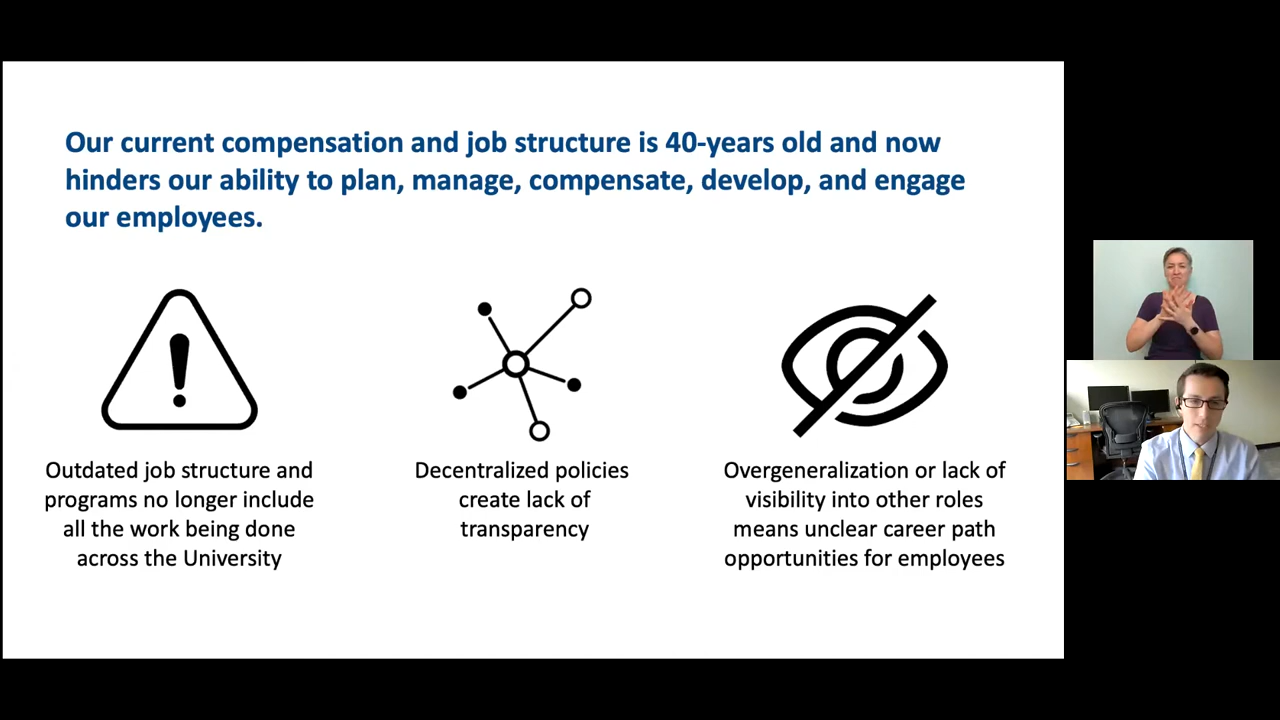 Our current compensation and job structure is 40-years old and now
hinders our ability to plan, manage, compensate, develop, and engage
our employees.
Outdated job structure and
programs no longer include
all the work being done
across the University
Decentralized policies
create lack of
transparency
Overgeneralization or lack of
visibility into other roles
means unclear career path
opportunities for employees